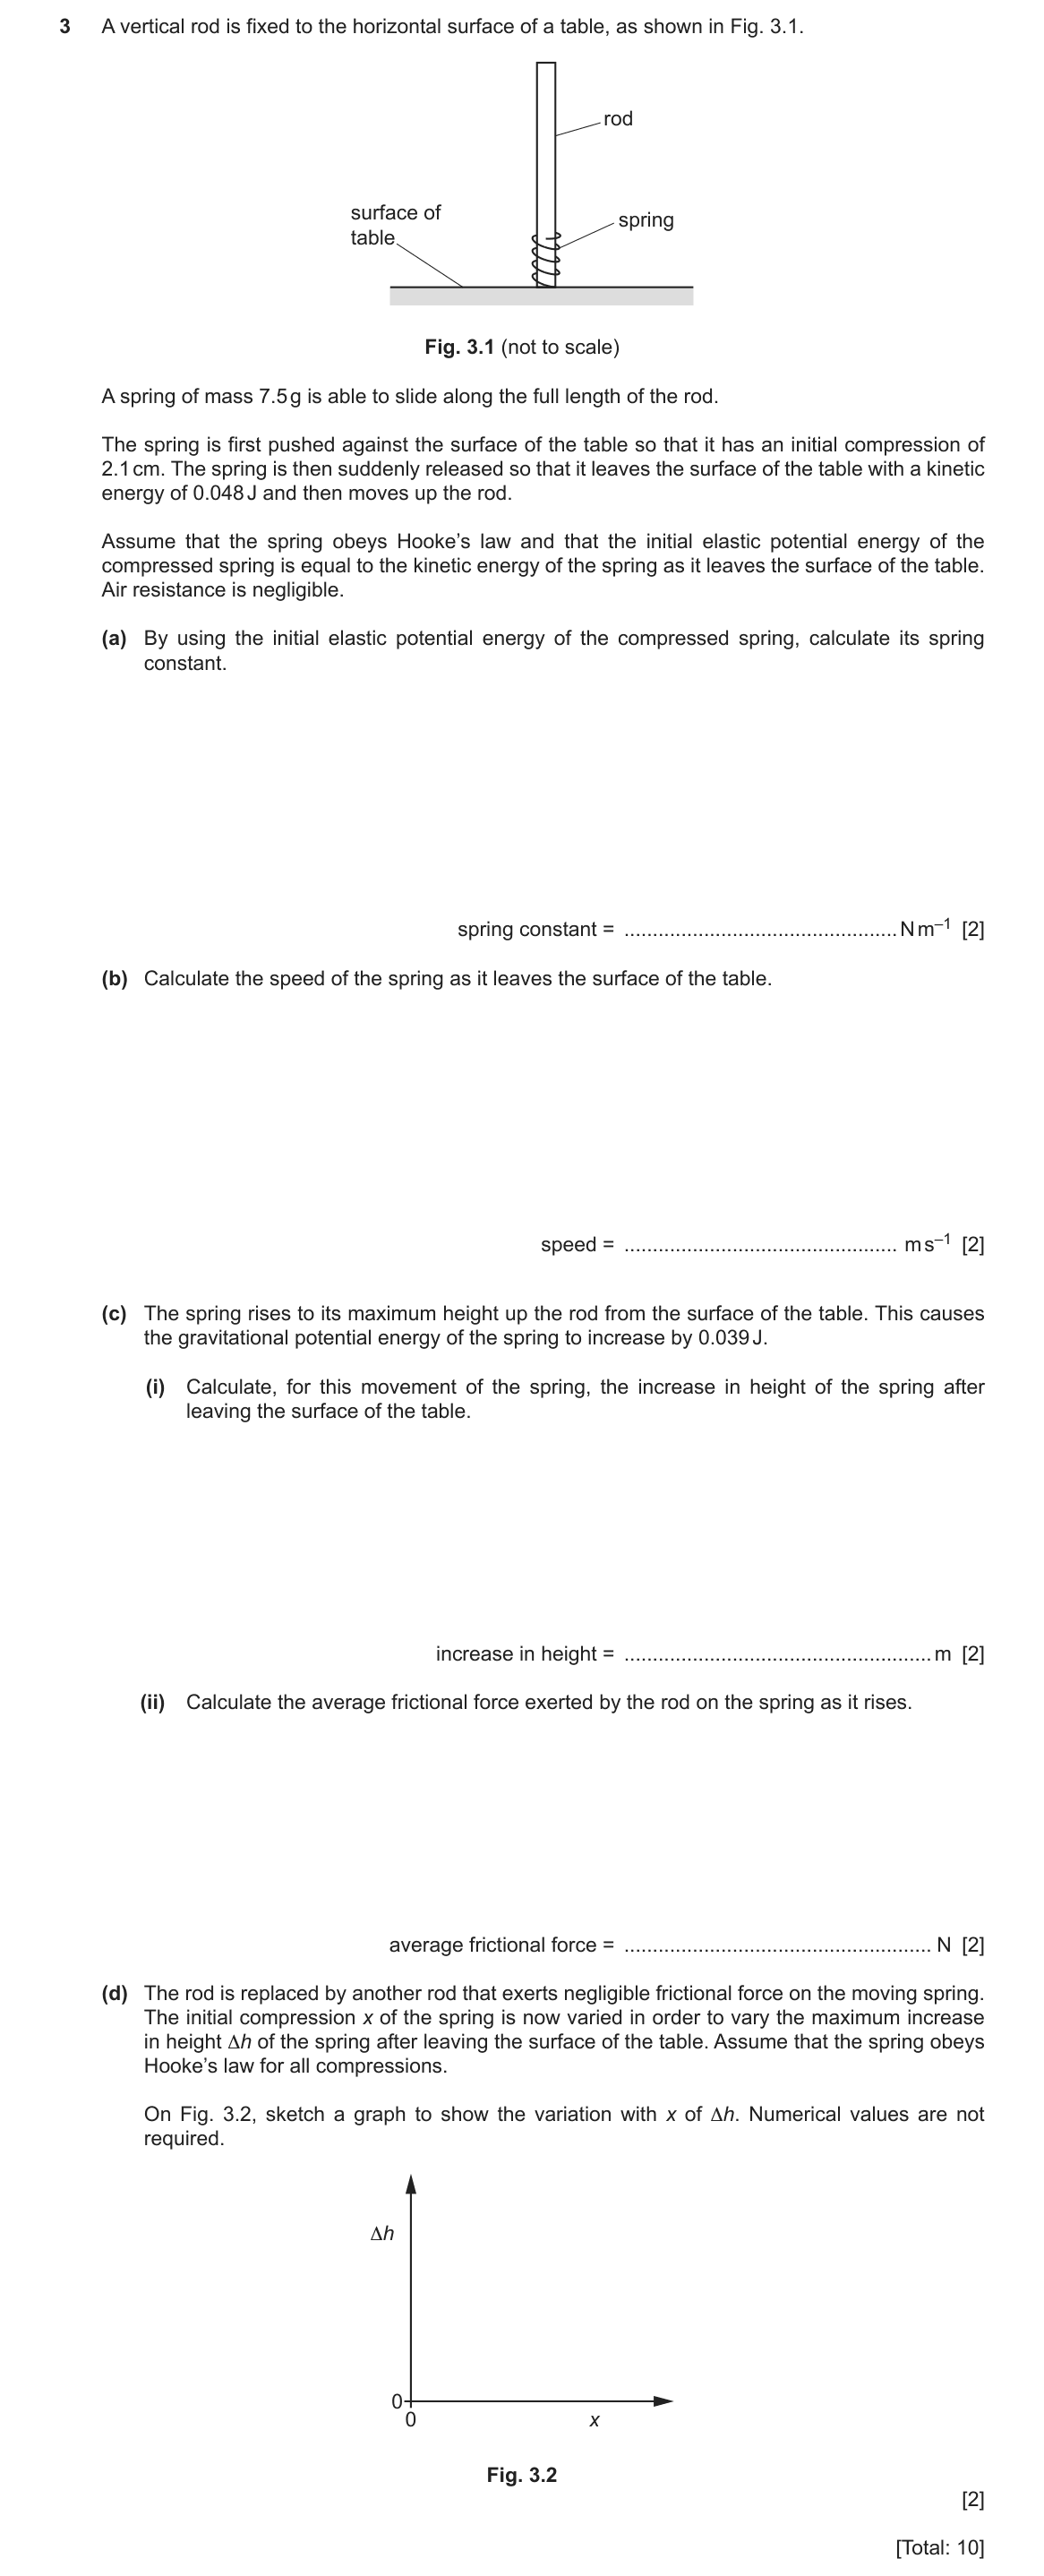 3 A vertical rod is fixed to the horizontal surface of a table, as shown in Fig. 3.1.
rod
surface of
table
spring
Fig. 3.1 (not to scale)
A spring of mass 7.5 g is able to slide along the full length of the rod.
The spring is first pushed against the surface of the table so that it has an initial compression of
2.1 cm. The spring is then suddenly released so that it leaves the surface of the table with a kinetic
energy of 0.048 J and then moves up the rod.
Assume that the spring obeys Hooke's law and that the initial elastic potential energy of the
compressed spring is equal to the kinetic energy of the spring as it leaves the surface of the table.
Air resistance is negligible.
(a) By using the initial elastic potential energy of the compressed spring, calculate its spring
constant.
spring constant = ................................................ N m⁻¹ [2]
(b) Calculate the speed of the spring as it leaves the surface of the table.
speed = ................................................ m s⁻¹ [2]
(c) The spring rises to its maximum height up the rod from the surface of the table. This causes
the gravitational potential energy of the spring to increase by 0.039 J.
(i) Calculate, for this movement of the spring, the increase in height of the spring after
leaving the surface of the table.
increase in height = ...................................................... m [2]
(ii) Calculate the average frictional force exerted by the rod on the spring as it rises.
average frictional force = ...................................................... N [2]
(d) The rod is replaced by another rod that exerts negligible frictional force on the moving spring.
The initial compression x of the spring is now varied in order to vary the maximum increase
in height Δh of the spring after leaving the surface of the table. Assume that the spring obeys
Hooke's law for all compressions.
On Fig. 3.2, sketch a graph to show the variation with x of Δh. Numerical values are not
required.
Δh
0
0
x
Fig. 3.2
[2]
[Total: 10]